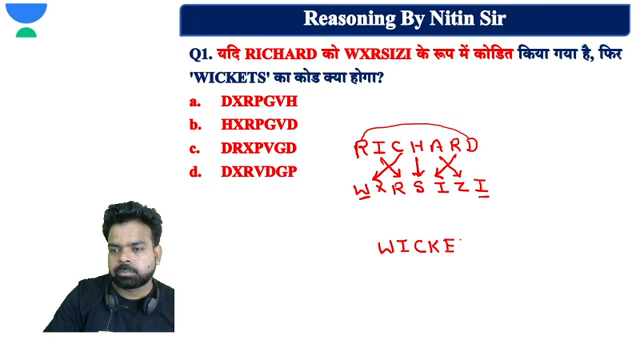 Reasoning By Nitin Sir
Q1. यदि RICHARD को WXRSIZI के रूप में कोडित किया गया है, फिर
'WICKETS' का कोड क्या होगा?
a. DXRPGVH
b. HXRPGVD
c. DRXPVGD
d. DXRVDGP
RICHARD
WXRSIZI
WICKE